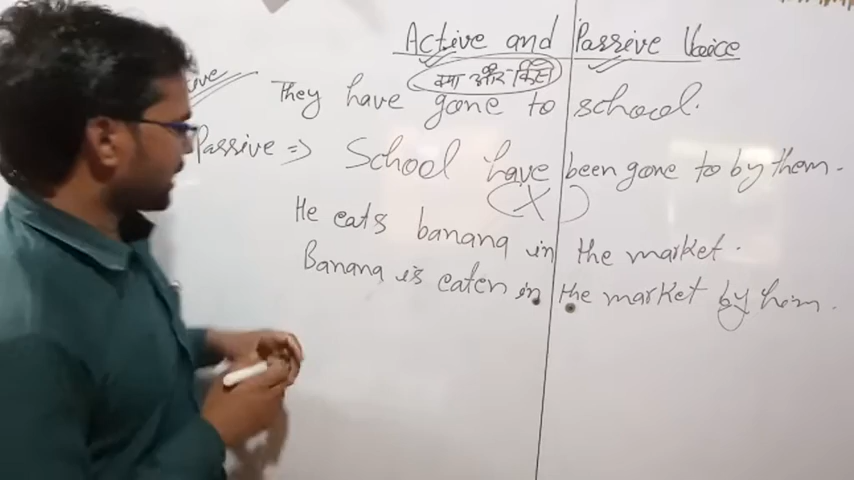 Active and Passive Voice
क्या और किसे
They have gone to school.
Passive => School have been gone to by them.
(X)
He eats banana in the market.
Banana is eaten in the market by him.